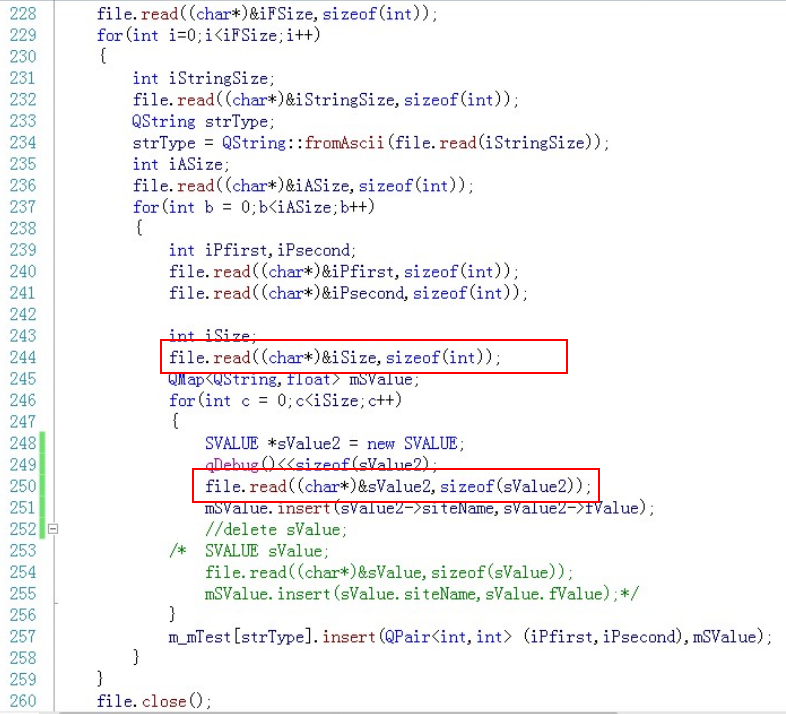 228 file.read((char*)&iFSize,sizeof(int));
229 for(int i=0;i<iFSize;i++)
230 {
231 int iStringSize;
232 file.read((char*)&iStringSize,sizeof(int));
233 QString strType;
234 strType = QString::fromAscii(file.read(iStringSize));
235 int iASize;
236 file.read((char*)&iASize,sizeof(int));
237 for(int b = 0;b<iASize;b++)
238 {
239 int iPfirst,iPsecond;
240 file.read((char*)&iPfirst,sizeof(int));
241 file.read((char*)&iPsecond,sizeof(int));
242
243 int iSize;
244 file.read((char*)&iSize,sizeof(int));
245 QMap<QString,float> mSValue;
246 for(int c = 0;c<iSize;c++)
247 {
248 SVALUE *sValue2 = new SVALUE;
249 qDebug()<<sizeof(sValue2);
250 file.read((char*)&sValue2,sizeof(sValue2));
251 mSValue.insert(sValue2->siteName,sValue2->fValue);
252 //delete sValue;
253 /* SVALUE sValue;
254 file.read((char*)&sValue,sizeof(sValue));
255 mSValue.insert(sValue.siteName,sValue.fValue);*/
256 }
257 m_mTest[strType].insert(QPair<int,int> (iPfirst,iPsecond),mSValue);
258 }
259 }
260 file.close();